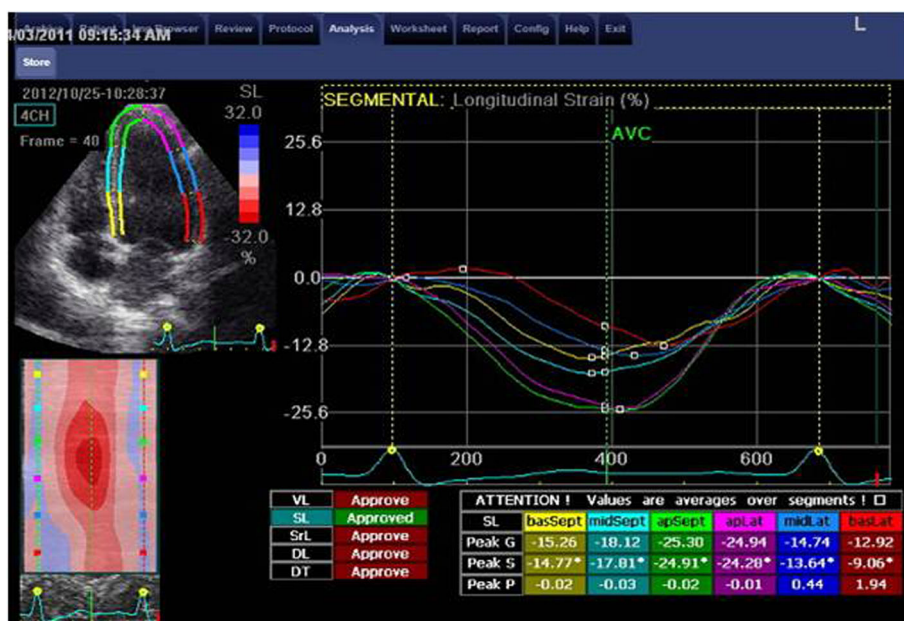 4/03/2011 09:15:34 AM
Review Protocol Analysis Worksheet Report Config Help Exit
L
Store
2012/10/25-10:28:37
4CH
Frame = 40
SL
32.0
-32.0
%
SEGMENTAL: Longitudinal Strain (%)
AVC
25.6
12.8
0.0
-12.8
-25.6
0 200 400 600
VL Approve
SL Approved
SrL Approve
DL Approve
DT Approve
ATTENTION ! Values are averages over segments !
SL basSept midSept apSept apLat midLat basLat
Peak G -15.26 -18.12 -25.30 -24.94 -14.74 -12.92
Peak S -14.77* -17.81* -24.91* -24.28* -13.64* -9.06*
Peak P -0.02 -0.03 -0.02 -0.01 0.44 1.94